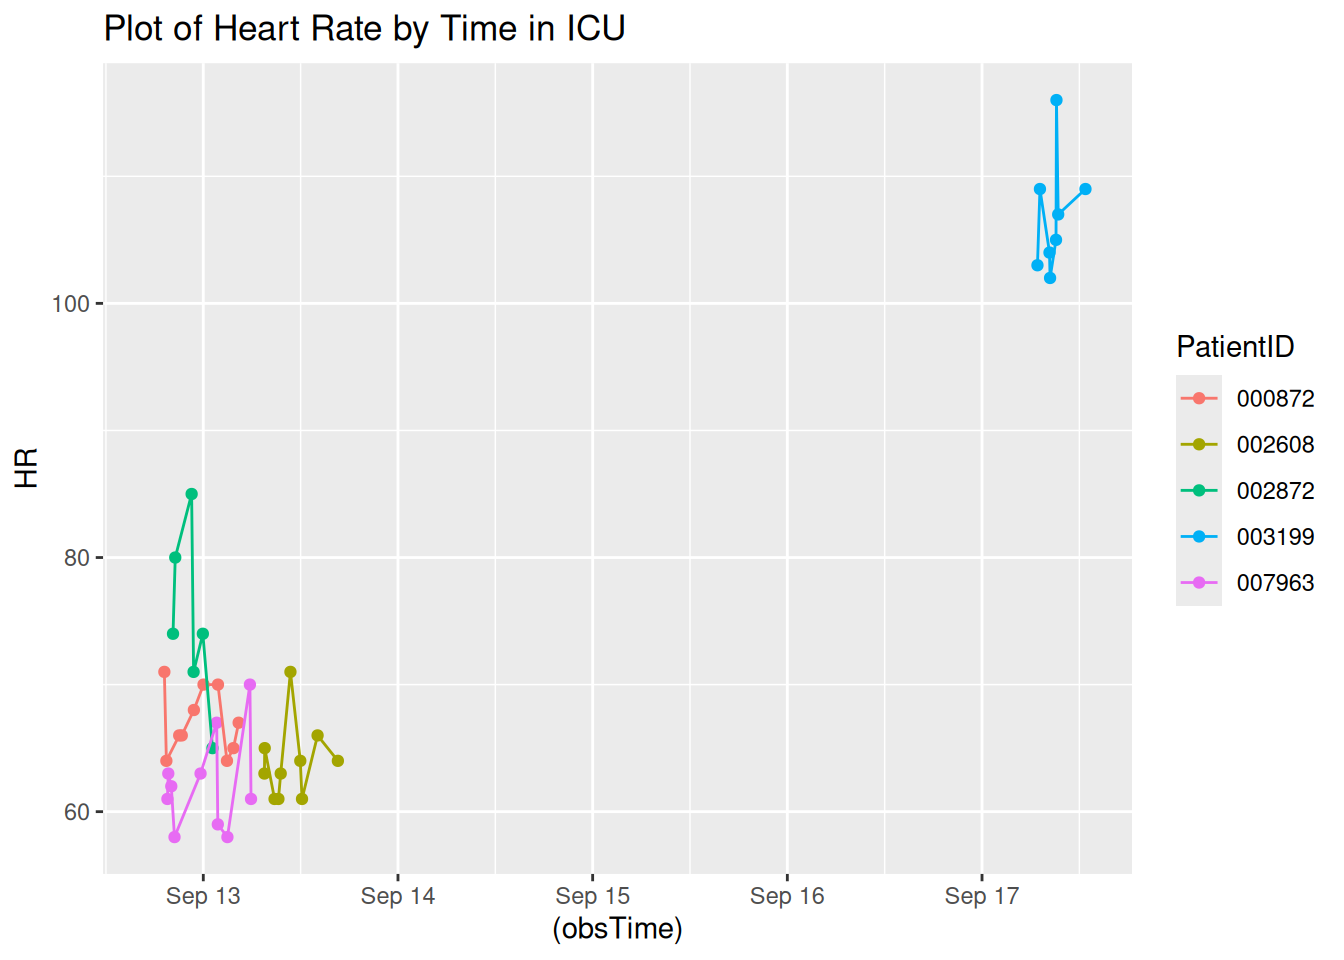 Plot of Heart Rate by Time in ICU
100
80
60
HR
Sep 13 Sep 14 Sep 15 Sep 16 Sep 17
(obsTime)
PatientID
000872
002608
002872
003199
007963